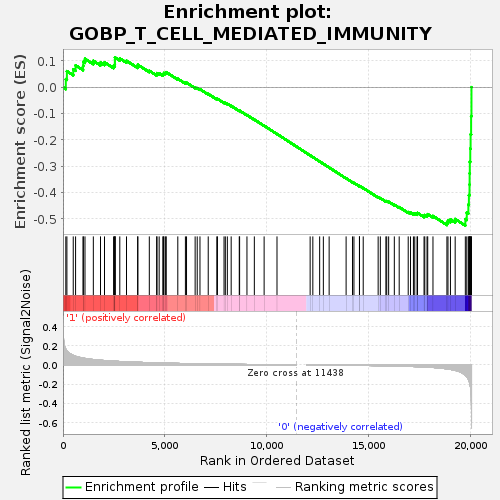 Enrichment plot:
GOBP_T_CELL_MEDIATED_IMMUNITY
Enrichment score (ES)
0.1
0.0
-0.1
-0.2
-0.3
-0.4
-0.5
'1' (positively correlated)
Ranked list metric (Signal2Noise)
0.4
0.2
0.0
-0.2
-0.4
-0.6
Zero cross at 11438
'0' (negatively correlated)
0
5,000
10,000
15,000
20,000
Rank in Ordered Dataset
Enrichment profile
Hits
Ranking metric scores